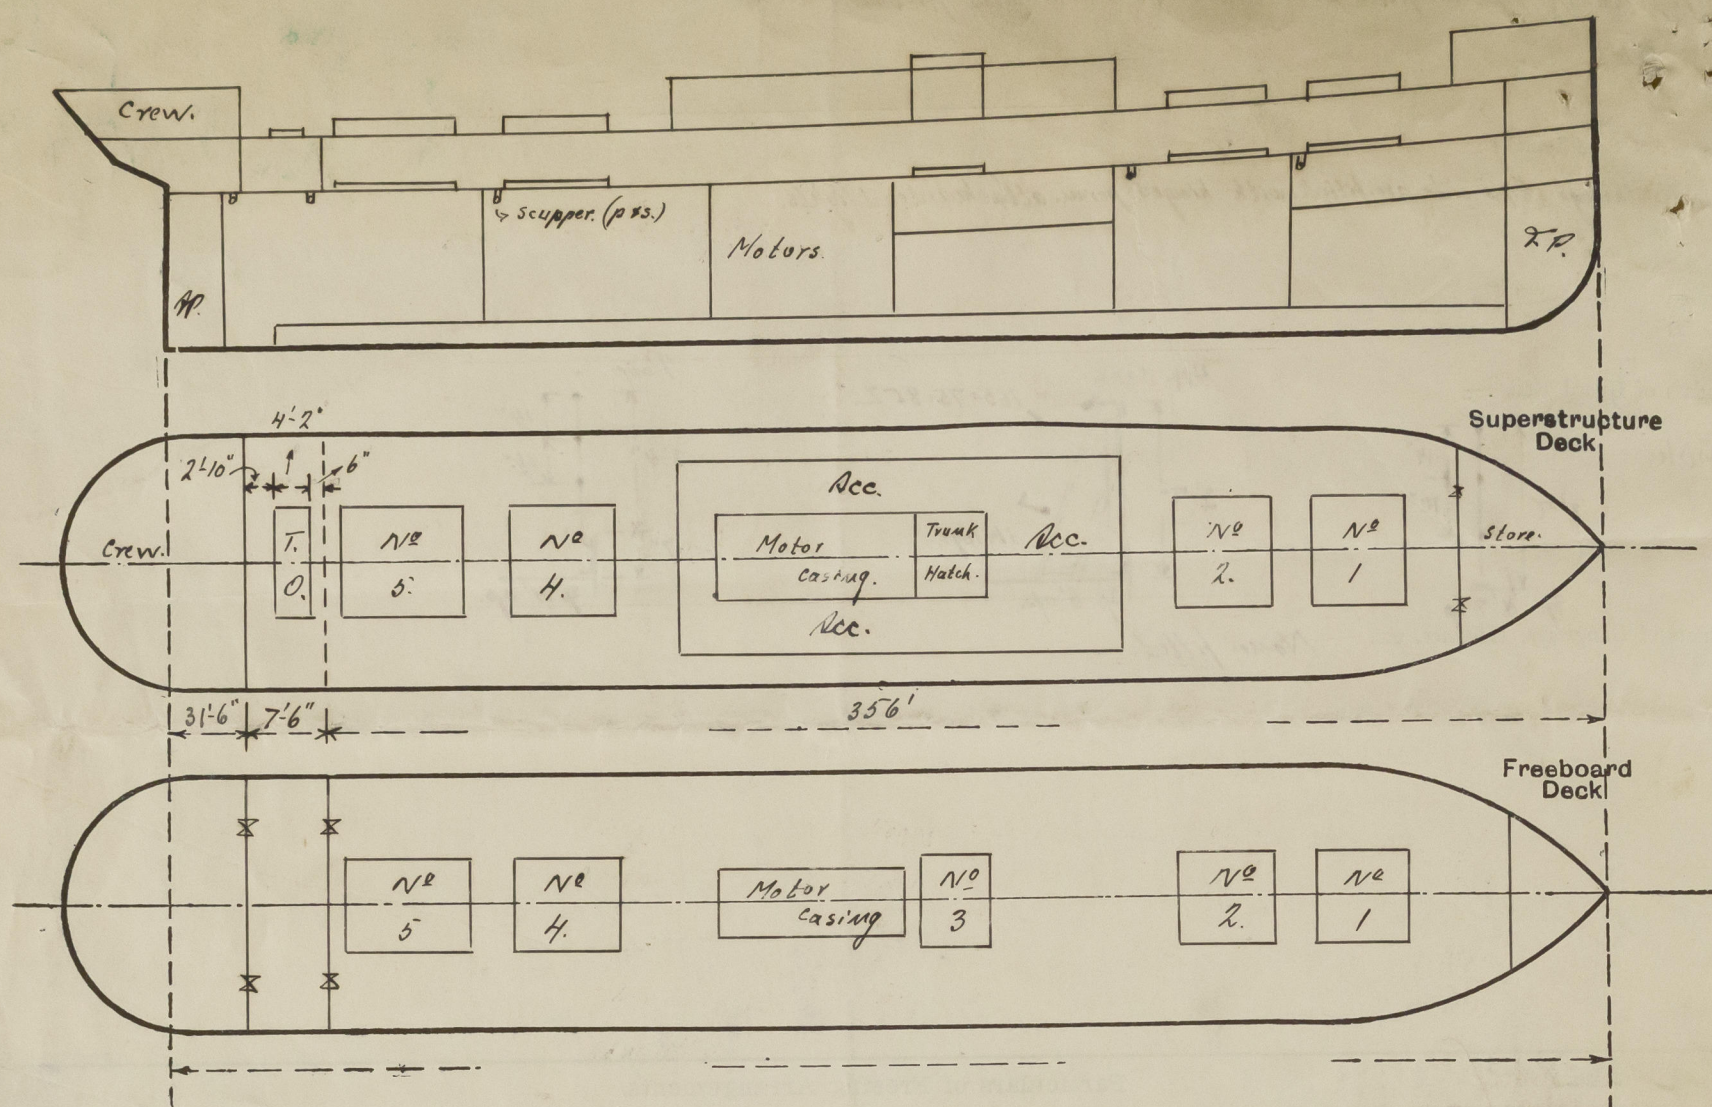 Crew.
scupper. (p & s.)
Motors.
AP.
F P.
Superstructure
Deck
4'-2"
2'-10"
6"
Crew.
T.
O.
Nº
5.
Nº
4.
Acc.
Motor
Casing.
Trunk
Hatch.
Acc.
Acc.
Nº
2.
Nº
1
Store.
31'-6"
7'-6"
356'
Freeboard
Deck
Nº
5
Nº
4.
Motor
Casing
Nº
3
Nº
2.
Nº
1